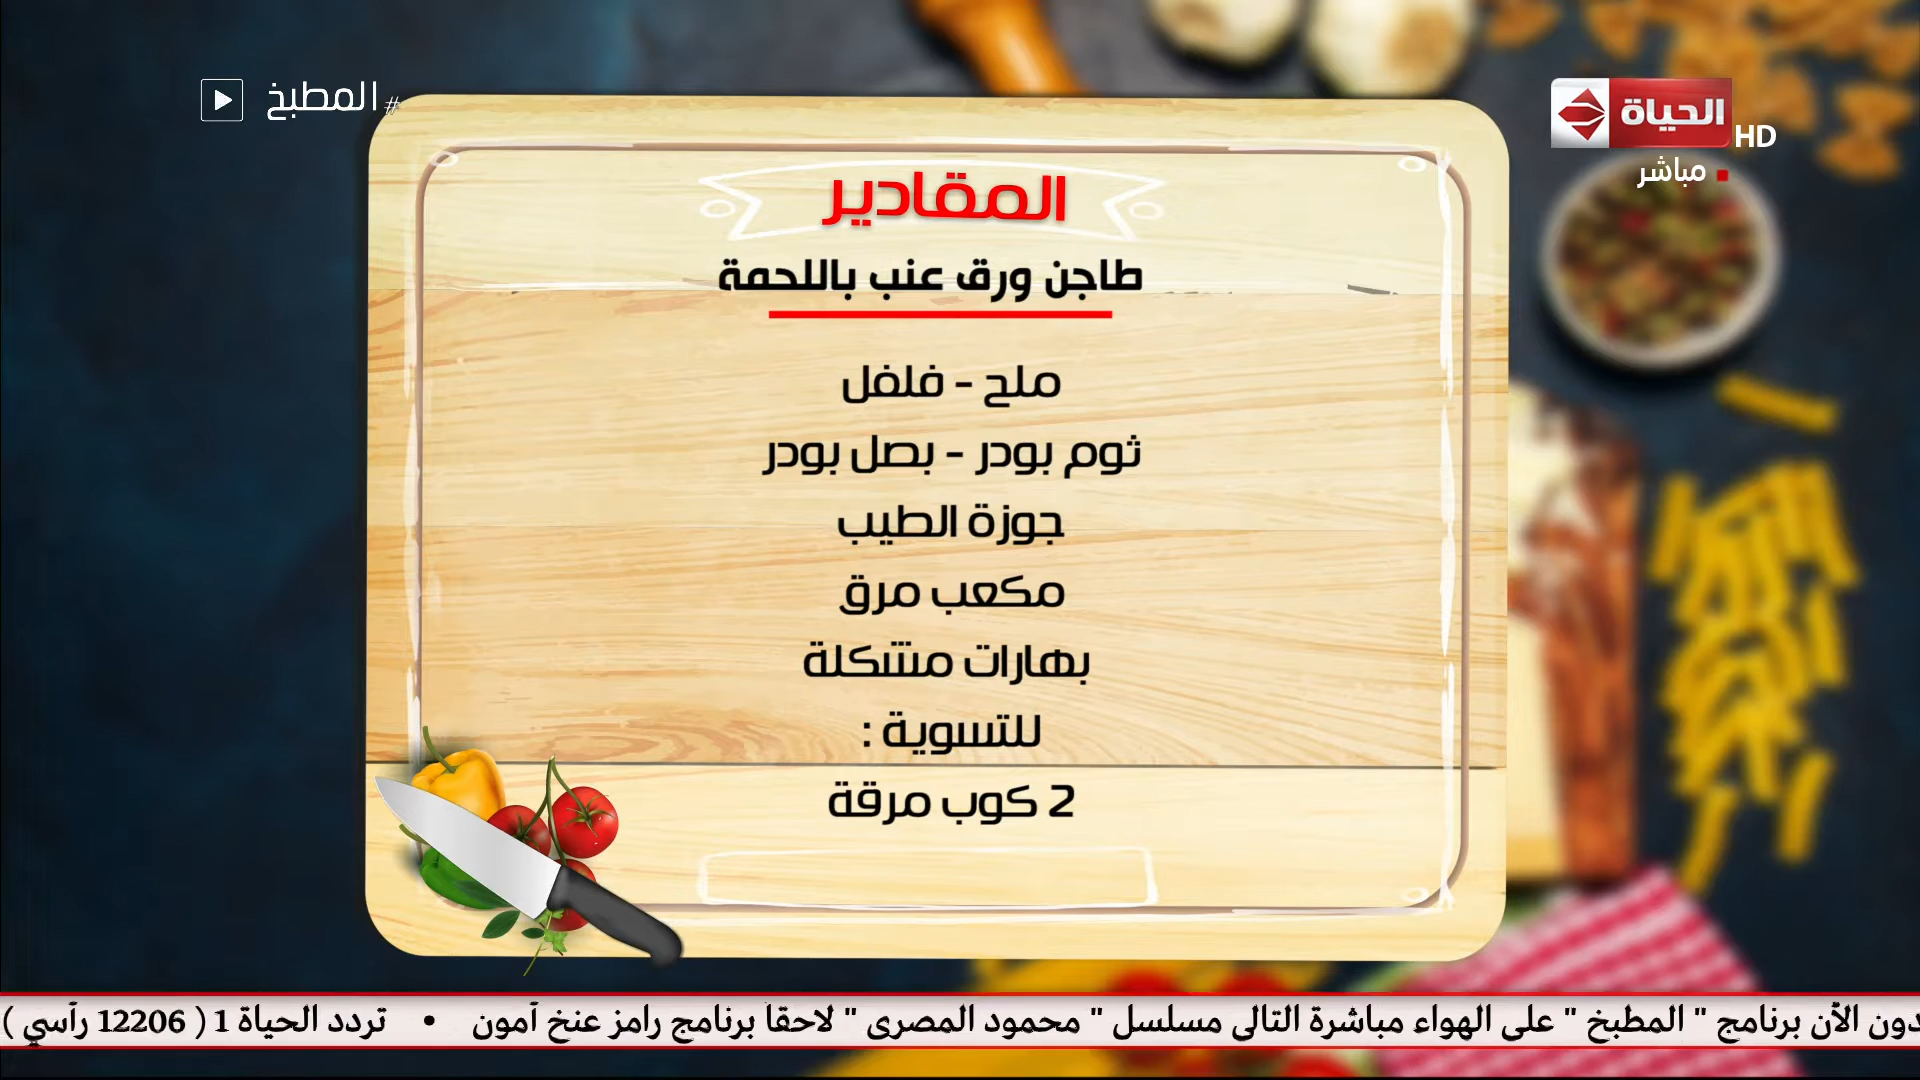 #المطبخ
الحياة
HD
مباشر
المقادير
طاجن ورق عنب باللحمة
ملح - فلفل
ثوم بودر - بصل بودر
جوزة الطيب
مكعب مرق
بهارات مشكلة
للتسوية :
2 كوب مرقة
دون الآن برنامج " المطبخ " على الهواء مباشرة التالى مسلسل " محمود المصرى " لاحقا برنامج رامز عنخ آمون • تردد الحياة 1 ( 12206 رأسي )